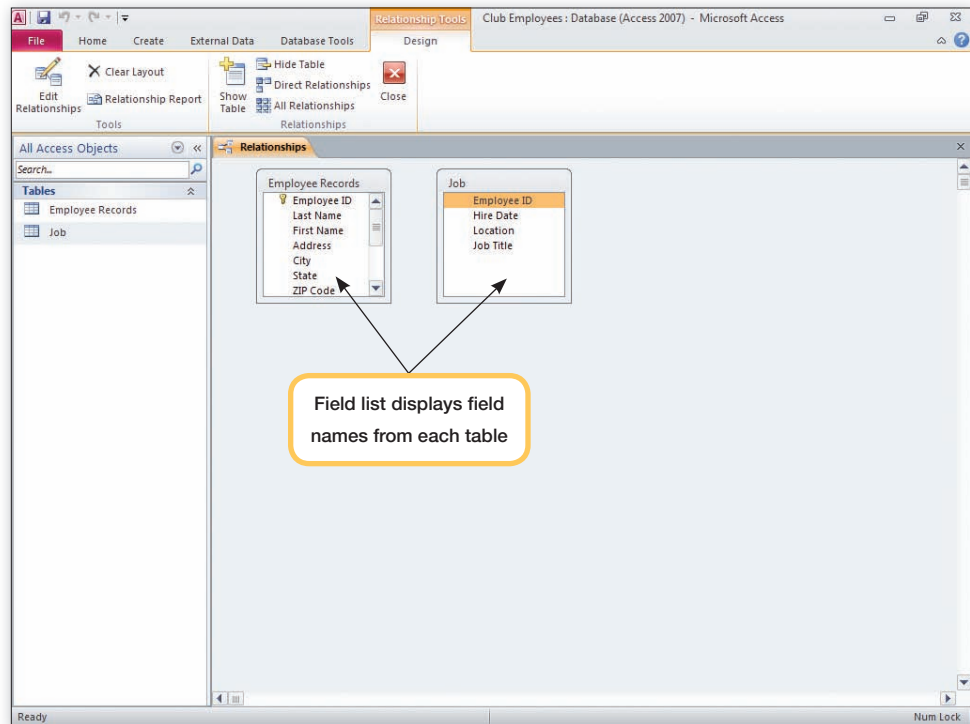 Relationship Tools
Club Employees : Database (Access 2007) - Microsoft Access
File Home Create External Data Database Tools Design
Edit Relationships
Clear Layout
Relationship Report
Tools
Show Table
Hide Table
Direct Relationships
All Relationships
Close
Relationships
All Access Objects
Search...
Tables
Employee Records
Job
Relationships
Employee Records
Employee ID
Last Name
First Name
Address
City
State
ZIP Code
Job
Employee ID
Hire Date
Location
Job Title
Field list displays field
names from each table
Ready
Num Lock